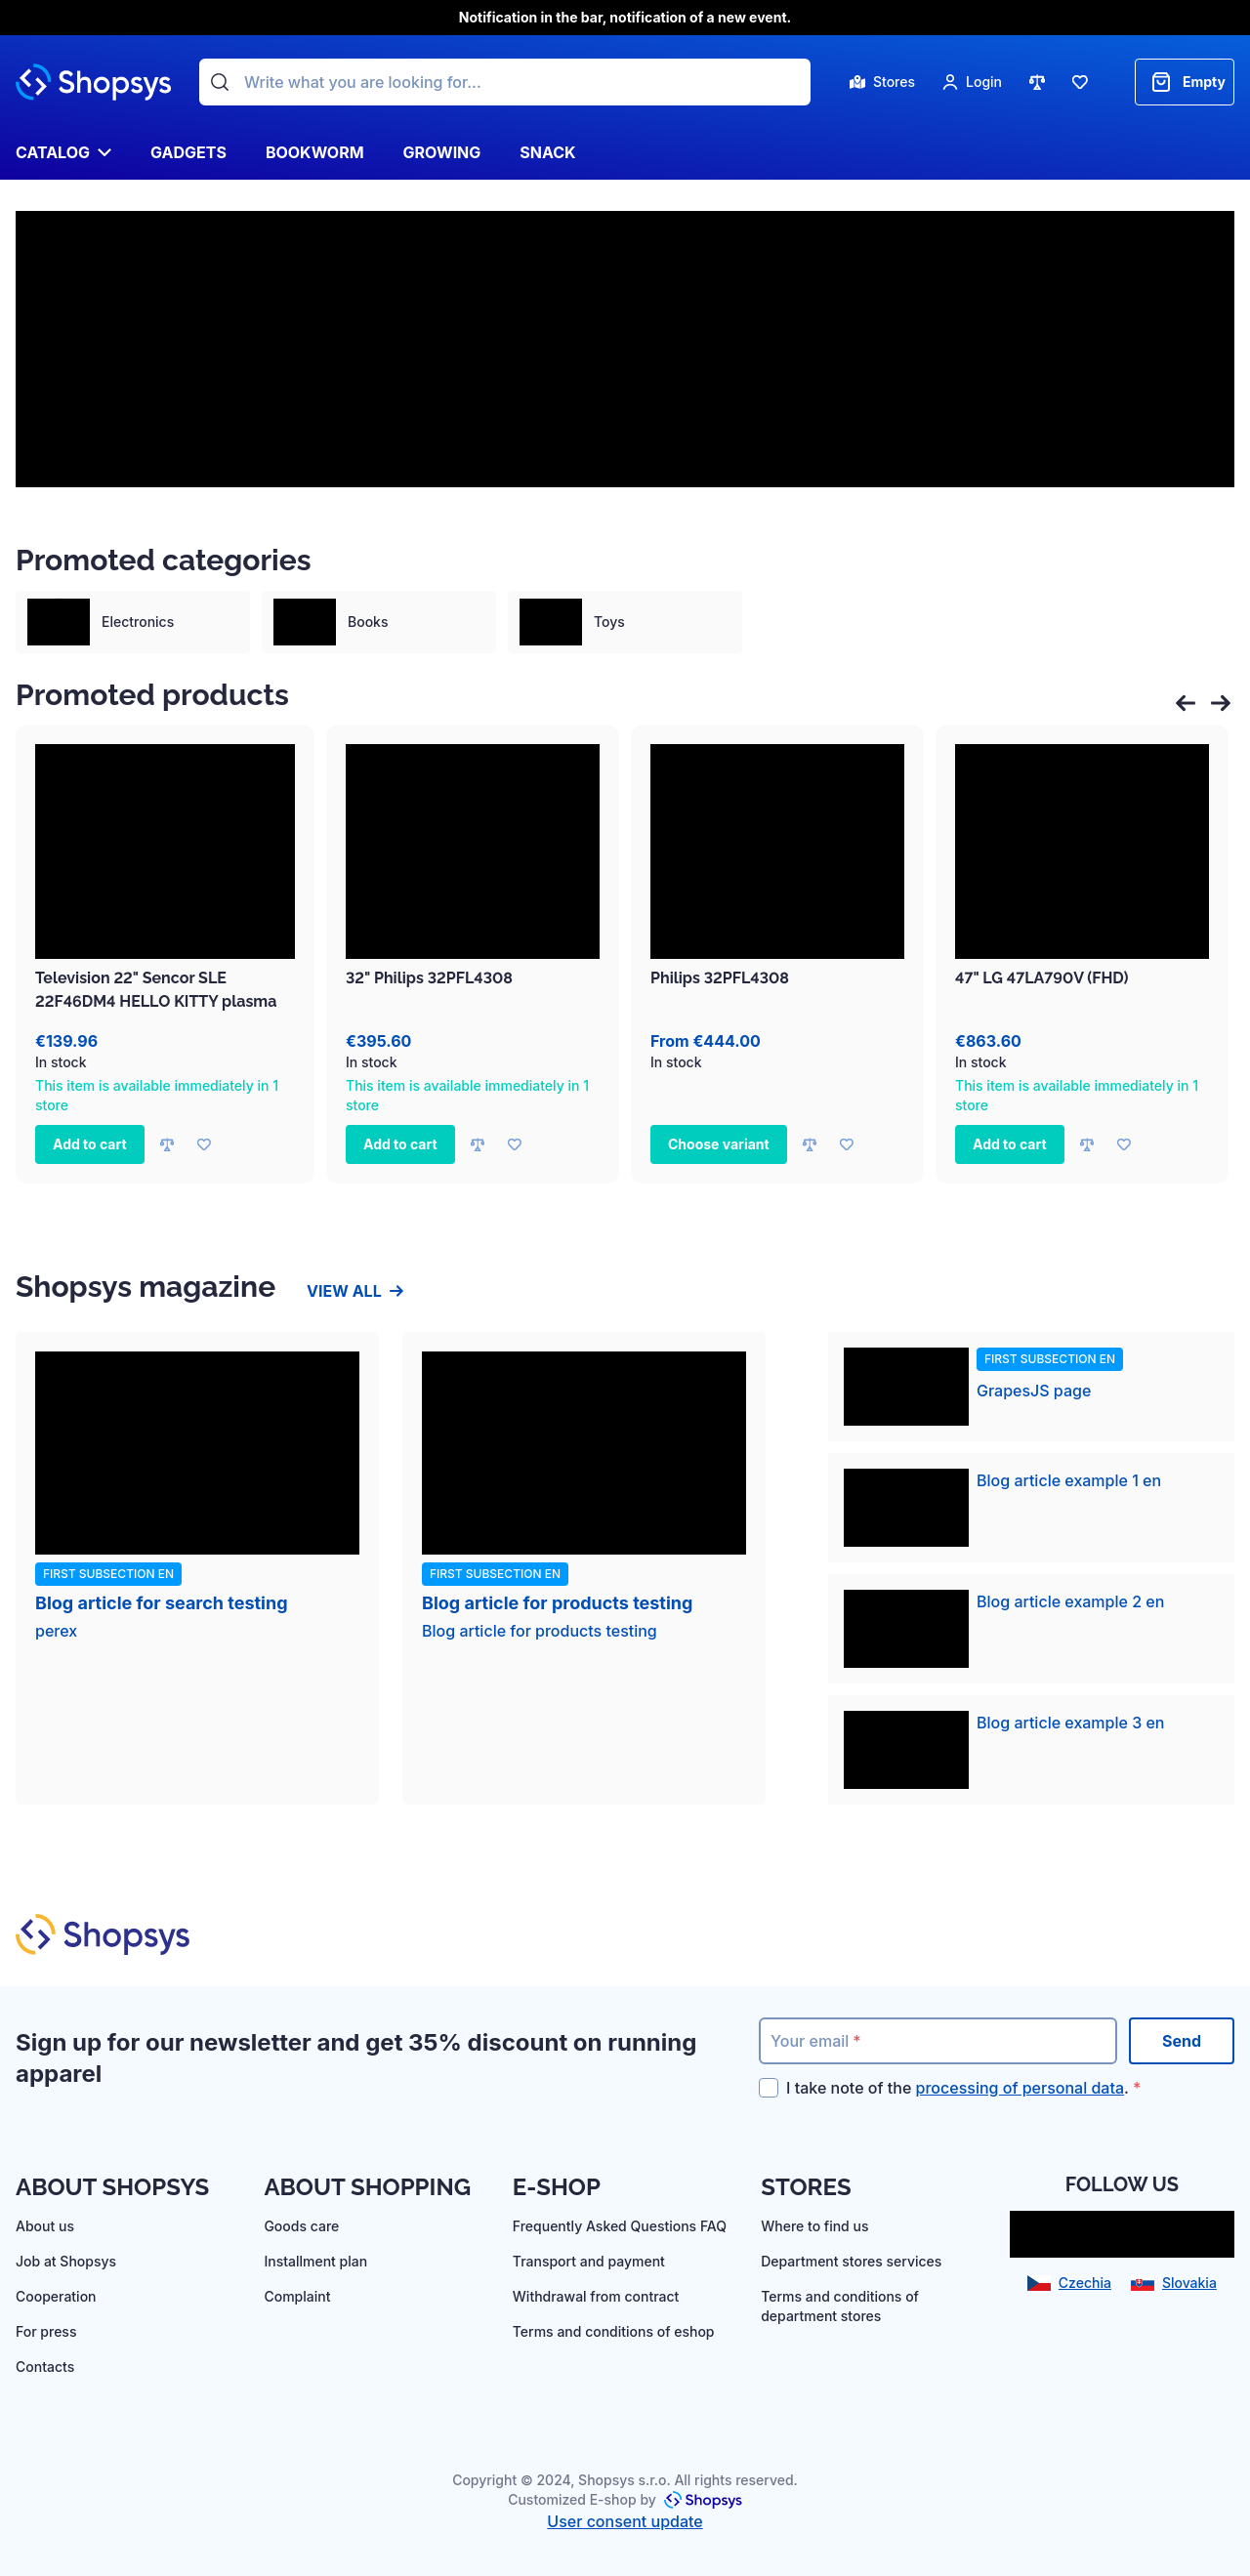 Notification in the bar, notification of a new event.
Shopsys
Write what you are looking for...
Stores
Login
Empty
CATALOG
GADGETS
BOOKWORM
GROWING
SNACK
Promoted categories
Electronics
Books
Toys
Promoted products
Television 22" Sencor SLE
22F46DM4 HELLO KITTY plasma
€139.96
In stock
This item is available immediately in 1
store
Add to cart
32" Philips 32PFL4308
€395.60
In stock
This item is available immediately in 1
store
Add to cart
Philips 32PFL4308
From €444.00
In stock
Choose variant
47" LG 47LA790V (FHD)
€863.60
In stock
This item is available immediately in 1
store
Add to cart
Shopsys magazine
VIEW ALL
FIRST SUBSECTION EN
Blog article for search testing
perex
FIRST SUBSECTION EN
Blog article for products testing
Blog article for products testing
FIRST SUBSECTION EN
GrapesJS page
Blog article example 1 en
Blog article example 2 en
Blog article example 3 en
Shopsys
Sign up for our newsletter and get 35% discount on running
apparel
Your email *
Send
I take note of the processing of personal data. *
ABOUT SHOPSYS
About us
Job at Shopsys
Cooperation
For press
Contacts
ABOUT SHOPPING
Goods care
Installment plan
Complaint
E-SHOP
Frequently Asked Questions FAQ
Transport and payment
Withdrawal from contract
Terms and conditions of eshop
STORES
Where to find us
Department stores services
Terms and conditions of
department stores
FOLLOW US
Czechia
Slovakia
Copyright © 2024, Shopsys s.r.o. All rights reserved.
Customized E-shop by Shopsys
User consent update